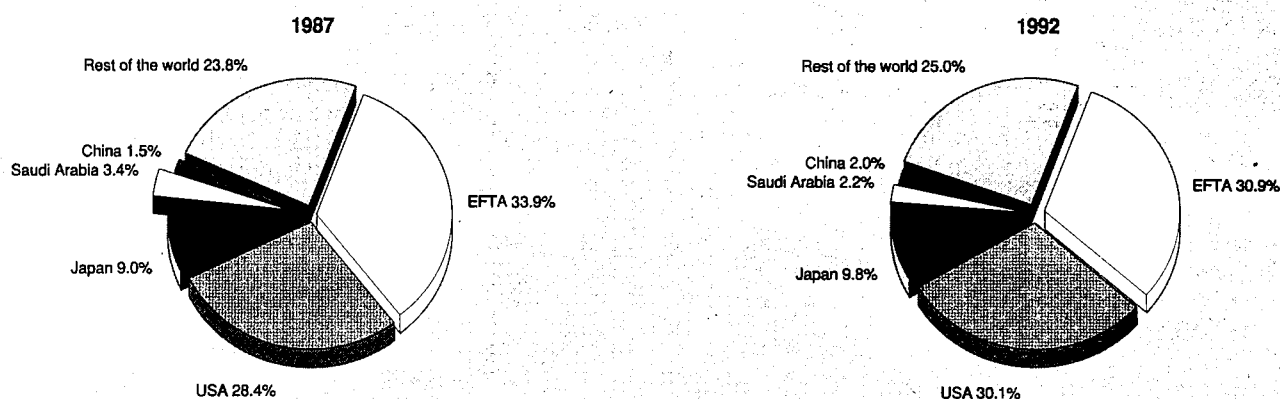 1987
Rest of the world 23.8%
China 1.5%
Saudi Arabia 3.4%
EFTA 33.9%
Japan 9.0%
USA 28.4%
1992
Rest of the world 25.0%
China 2.0%
Saudi Arabia 2.2%
EFTA 30.9%
Japan 9.8%
USA 30.1%